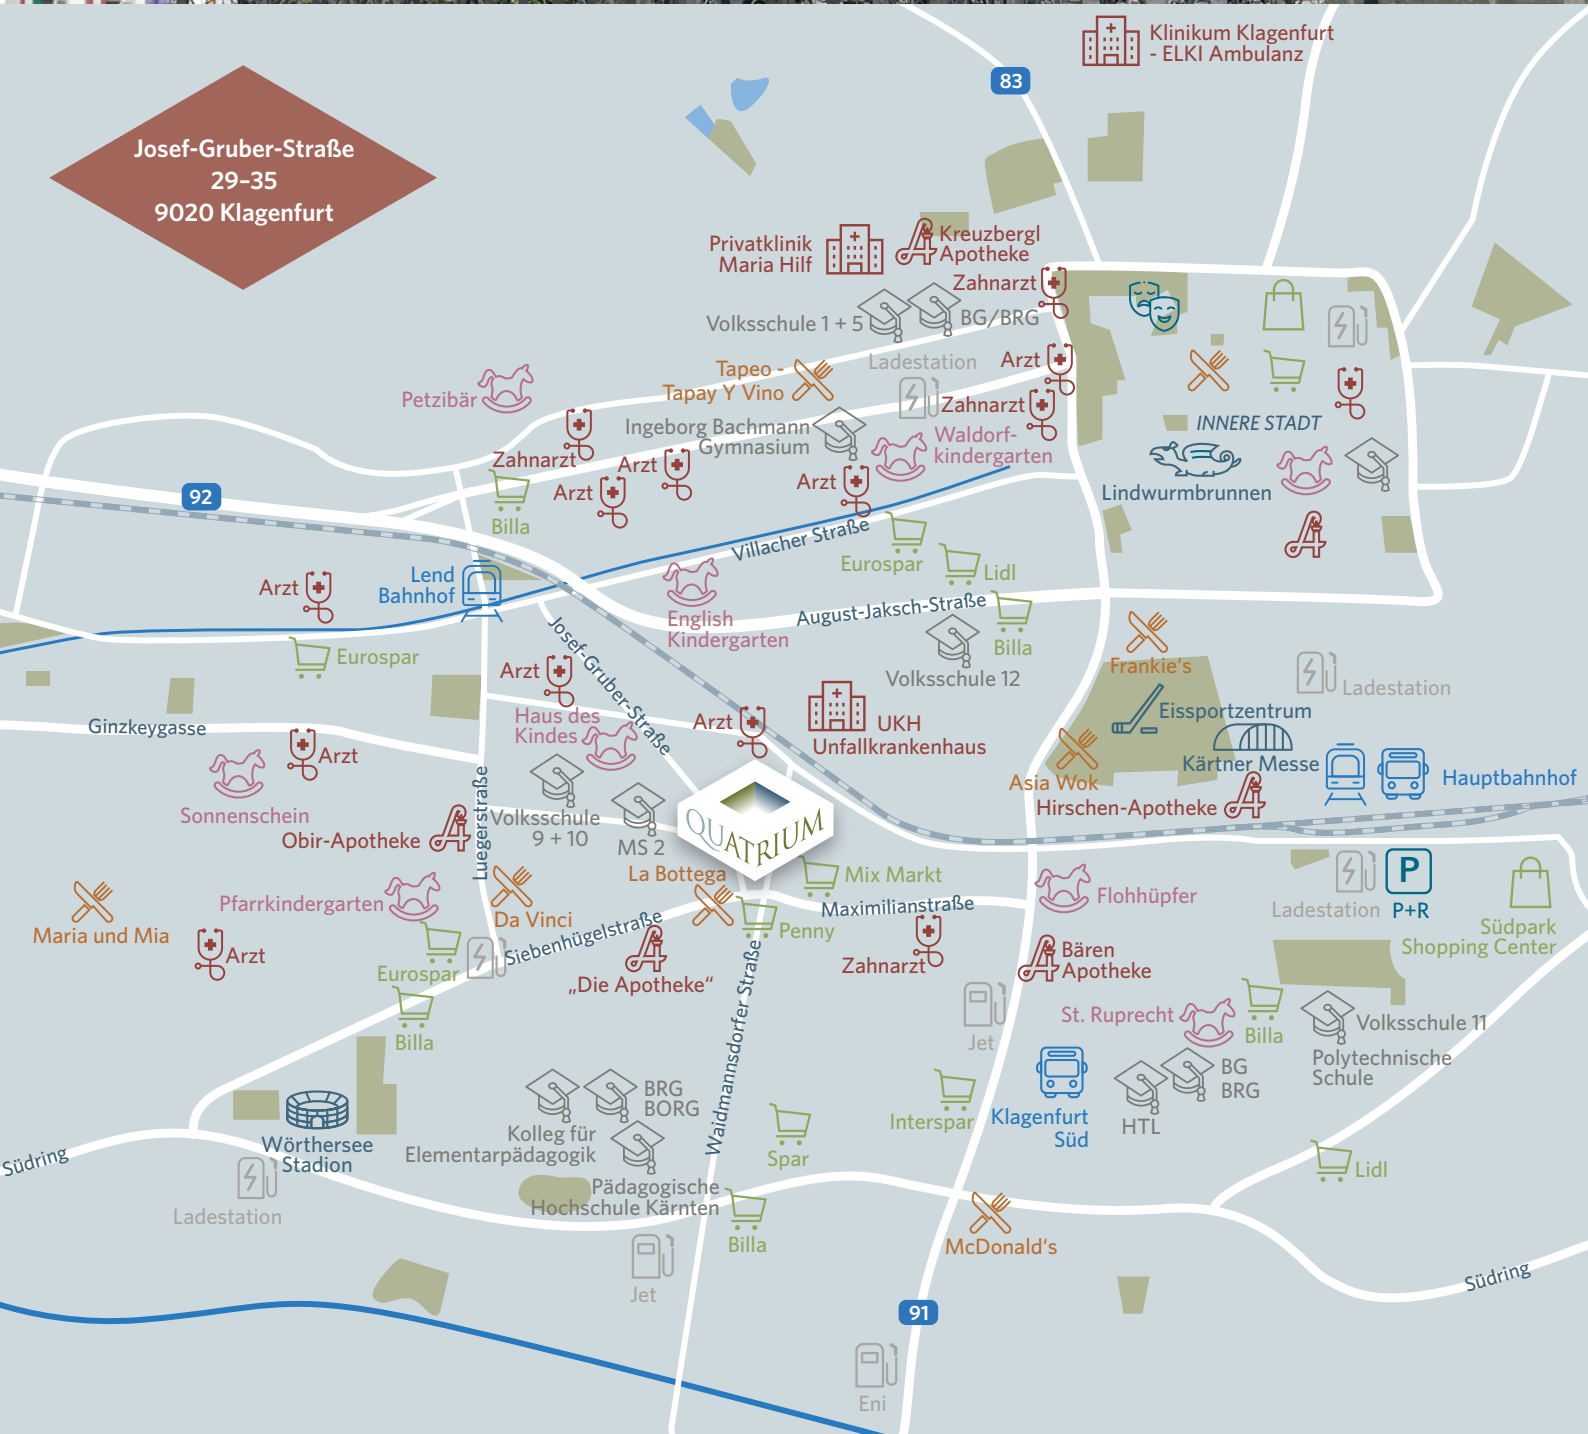 Klinikum Klagenfurt
- ELKI Ambulanz
83
Josef-Gruber-Straße
29–35
9020 Klagenfurt
Privatklinik
Maria Hilf
Kreuzbergl
Apotheke
Zahnarzt
Volksschule 1 + 5
BG/BRG
Ladestation
Arzt
Tapeo -
Tapay Y Vino
Petzibär
Zahnarzt
Ingeborg Bachmann
Gymnasium
Waldorf-
kindergarten
INNERE STADT
Zahnarzt
Arzt
Arzt
Arzt
Lindwurmbrunnen
92
Billa
Villacher Straße
Eurospar
Lidl
Arzt
Lend
Bahnhof
English
Kindergarten
August-Jaksch-Straße
Billa
Volksschule 12
Eurospar
Josef-Gruber-Straße
Arzt
Frankie's
Ladestation
Haus des
Kindes
Arzt
UKH
Unfallkrankenhaus
Eissportzentrum
Kärtner Messe
Ginzkeygasse
Arzt
Asia Wok
Hauptbahnhof
Hirschen-Apotheke
Sonnenschein
Luegerstraße
Obir-Apotheke
Volksschule
9 + 10
MS 2
QUATRIUM
La Bottega
Mix Markt
Flohhüpfer
Ladestation
P
P+R
Pfarrkindergarten
Da Vinci
Maximilianstraße
Südpark
Shopping Center
Maria und Mia
Siebenhügelstraße
Penny
Arzt
Eurospar
„Die Apotheke“
Zahnarzt
Bären
Apotheke
Waidmannsdorfer Straße
Billa
Jet
St. Ruprecht
Billa
Volksschule 11
Polytechnische
Schule
BRG
BORG
BG
BRG
Interspar
Klagenfurt
Süd
HTL
Kolleg für
Elementarpädagogik
Wörthersee
Stadion
Südring
Spar
Lidl
Pädagogische
Hochschule Kärnten
Ladestation
Billa
McDonald's
Südring
Jet
91
Eni